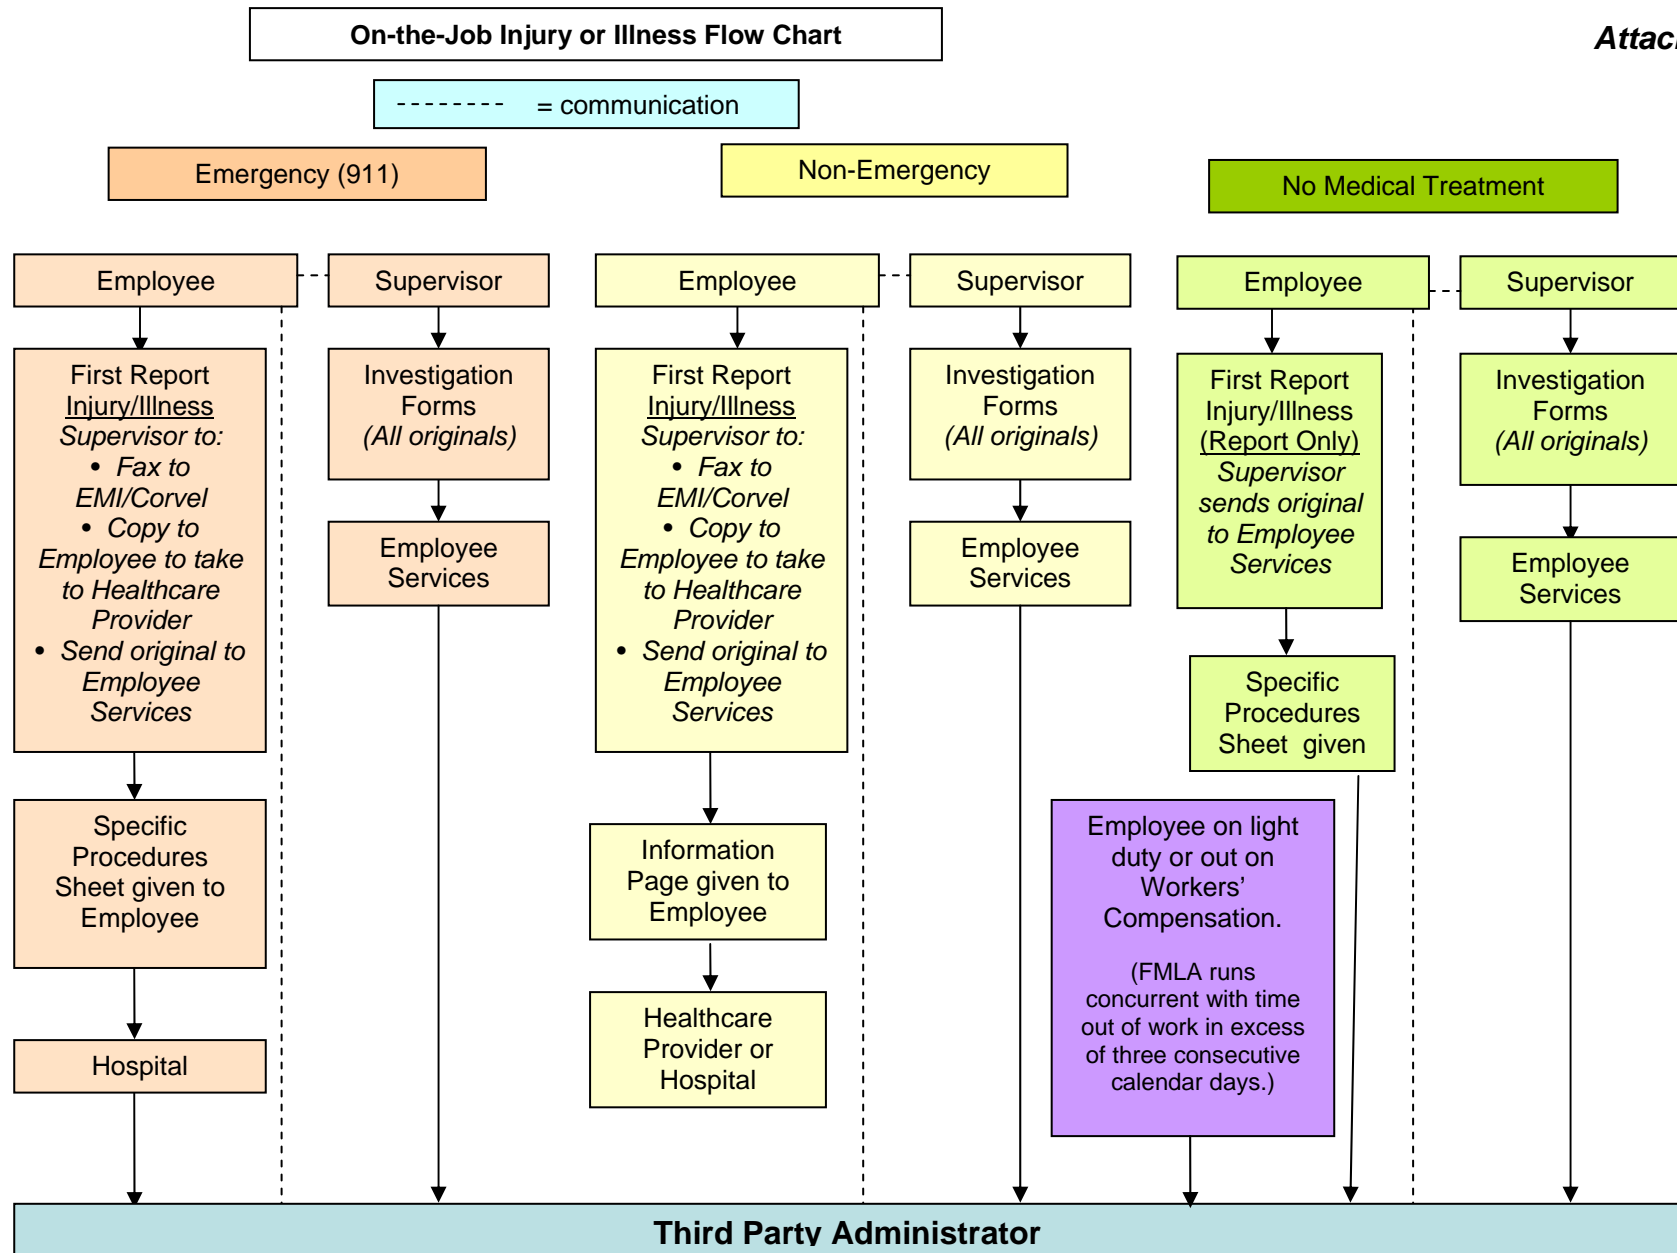 On-the-Job Injury or Illness Flow Chart
Attac
-------- = communication
Emergency (911)
Non-Emergency
No Medical Treatment
Employee
Supervisor
Employee
Supervisor
Employee
Supervisor
First Report
Injury/Illness
Supervisor to:
• Fax to
EMI/Corvel
• Copy to
Employee to take
to Healthcare
Provider
• Send original to
Employee
Services
Investigation
Forms
(All originals)
Employee
Services
First Report
Injury/Illness
Supervisor to:
• Fax to
EMI/Corvel
• Copy to
Employee to take
to Healthcare
Provider
• Send original to
Employee
Services
Investigation
Forms
(All originals)
Employee
Services
First Report
Injury/Illness
(Report Only)
Supervisor
sends original
to Employee
Services
Investigation
Forms
(All originals)
Employee
Services
Specific
Procedures
Sheet given
Specific
Procedures
Sheet given to
Employee
Hospital
Information
Page given to
Employee
Healthcare
Provider or
Hospital
Employee on light
duty or out on
Workers’
Compensation.
(FMLA runs
concurrent with time
out of work in excess
of three consecutive
calendar days.)
Third Party Administrator